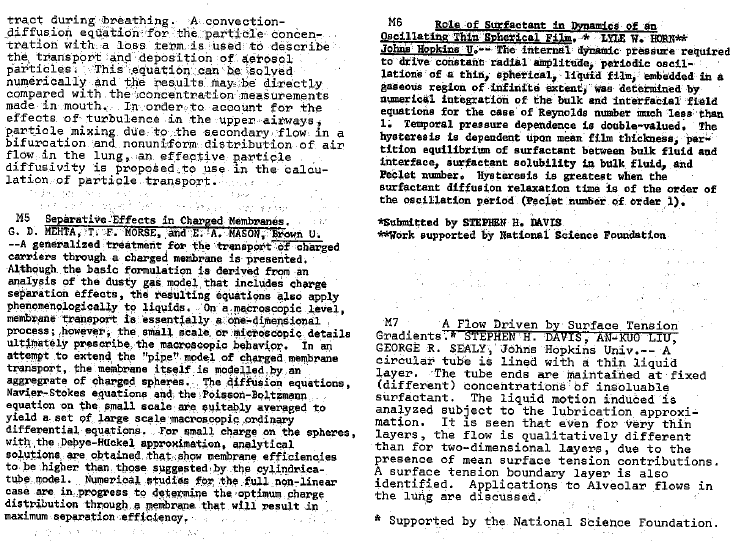 tract during breathing.  A convection-
diffusion equation for the particle concen-
tration with a loss term is used to describe
the transport and deposition of aerosol
particles.  This equation can be solved
numerically and the results may be directly
compared with the concentration measurements
made in mouth.  In order to account for the
effects of turbulence in the upper airways,
particle mixing due to the secondary flow in a
bifurcation and nonuniform distribution of air
flow in the lung, an effective particle
diffusivity is proposed to use in the calcu-
lation of particle transport.
M5 Separative Effects in Charged Membranes.
G. D. MEHTA, T. F. MORSE, and E. A. MASON, Brown U.
--A generalized treatment for the transport of charged
carriers through a charged membrane is presented.
Although the basic formulation is derived from an
analysis of the dusty gas model that includes charge
separation effects, the resulting equations also apply
phenomenologically to liquids.  On a macroscopic level,
membrane transport is essentially a one-dimensional
process; however, the small scale or microscopic details
ultimately prescribe the macroscopic behavior.  In an
attempt to extend the "pipe" model of charged membrane
transport, the membrane itself is modelled by an
aggregrate of charged spheres.  The diffusion equations,
Navier-Stokes equations and the Poisson-Boltzmann
equation on the small scale are suitably averaged to
yield a set of large scale macroscopic ordinary
differential equations.  For small charge on the spheres,
with the Debye-Hückel approximation, analytical
solutions are obtained that show membrane efficiencies
to be higher than those suggested by the cylindrica-
tube model.  Numerical studies for the full non-linear
case are in progress to determine the optimum charge
distribution through a membrane that will result in
maximum separation efficiency.
M6 Role of Surfactant in Dynamics of an
Oscillating Thin Spherical Film. * LYLE W. HORN**
Johns Hopkins U.-- The internal dynamic pressure required
to drive constant radial amplitude, periodic oscil-
lations of a thin, spherical, liquid film, embedded in a
gaseous region of infinite extent, was determined by
numerical integration of the bulk and interfacial field
equations for the case of Reynolds number much less than
1.  Temporal pressure dependence is double-valued.  The
hysteresis is dependent upon mean film thickness, par-
tition equilibrium of surfactant between bulk fluid and
interface, surfactant solubility in bulk fluid, and
Peclet number.  Hysteresis is greatest when the
surfactant diffusion relaxation time is of the order of
the oscillation period (Peclet number of order 1).
*Submitted by STEPHEN H. DAVIS
**Work supported by National Science Foundation
M7 A Flow Driven by Surface Tension
Gradients.* STEPHEN H. DAVIS, AN-KUO LIU,
GEORGE R. SEALY, Johns Hopkins Univ.-- A
circular tube is lined with a thin liquid
layer.  The tube ends are maintained at fixed
(different) concentrations of insoluable
surfactant.  The liquid motion induced is
analyzed subject to the lubrication approxi-
mation.  It is seen that even for very thin
layers, the flow is qualitatively different
than for two-dimensional layers, due to the
presence of mean surface tension contributions.
A surface tension boundary layer is also
identified.  Applications to Alveolar flows in
the lung are discussed.
* Supported by the National Science Foundation.